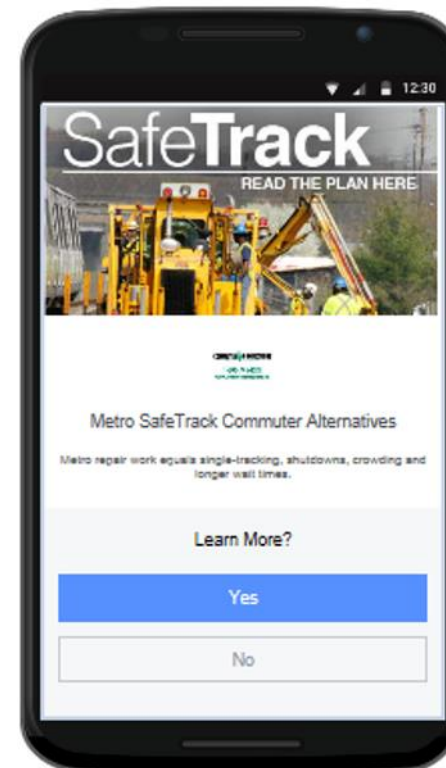 12:30
SafeTrack
READ THE PLAN HERE
Metro SafeTrack Commuter Alternatives
Metro repair work equals single-tracking, shutdowns, crowding and
longer wait times.
Learn More?
Yes
No